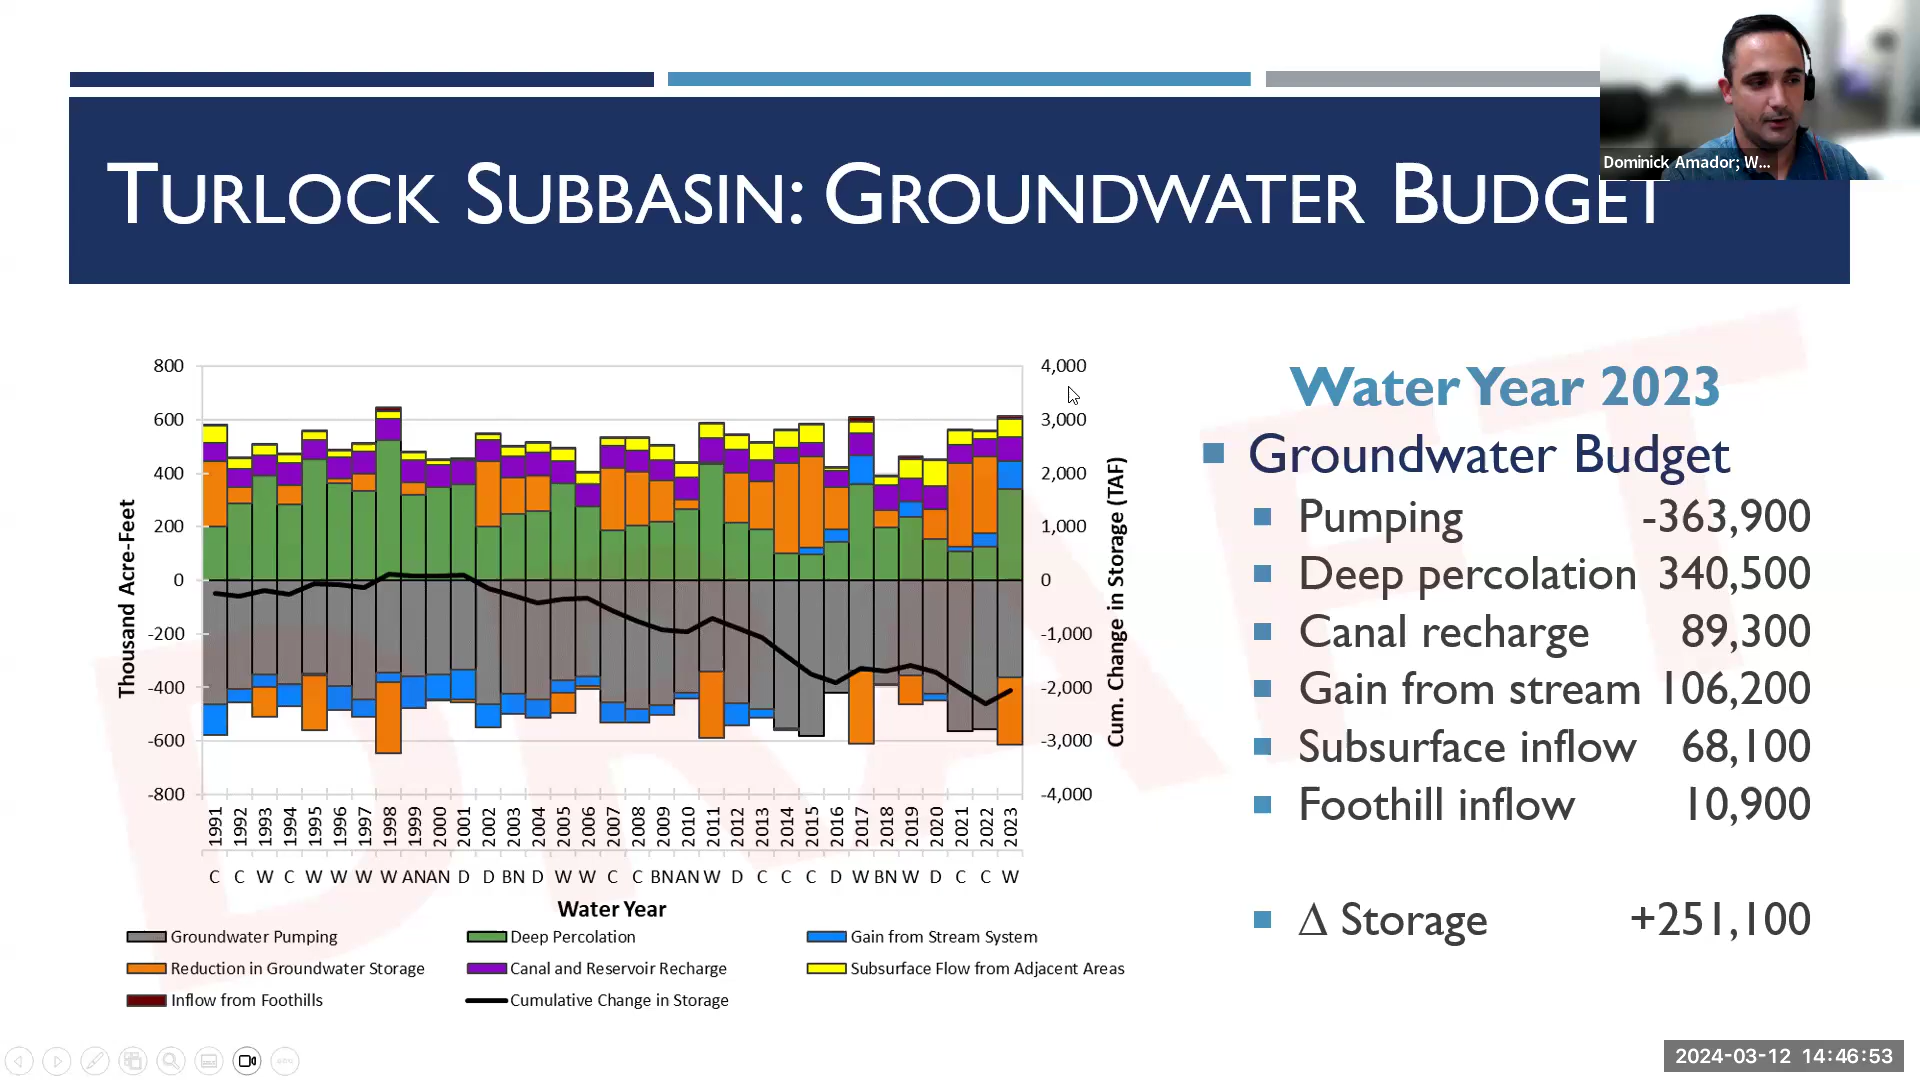 Dominick Amador; W...
TURLOCK SUBBASIN: GROUNDWATER BUDGET
DRAFT
800
600
400
200
0
-200
-400
-600
-800
Thousand Acre-Feet
4,000
3,000
2,000
1,000
0
-1,000
-2,000
-3,000
-4,000
Cum. Change in Storage (TAF)
1991 1992 1993 1994 1995 1996 1997 1998 1999 2000 2001 2002 2003 2004 2005 2006 2007 2008 2009 2010 2011 2012 2013 2014 2015 2016 2017 2018 2019 2020 2021 2022 2023
C C W C W W W W AN AN D D BN D W W C C BN AN W D C C C D W BN W D C C W
Water Year
Groundwater Pumping Deep Percolation Gain from Stream System
Reduction in Groundwater Storage Canal and Reservoir Recharge Subsurface Flow from Adjacent Areas
Inflow from Foothills Cumulative Change in Storage
Water Year 2023
Groundwater Budget
Pumping -363,900
Deep percolation 340,500
Canal recharge 89,300
Gain from stream 106,200
Subsurface inflow 68,100
Foothill inflow 10,900
Δ Storage +251,100
2024-03-12 14:46:53